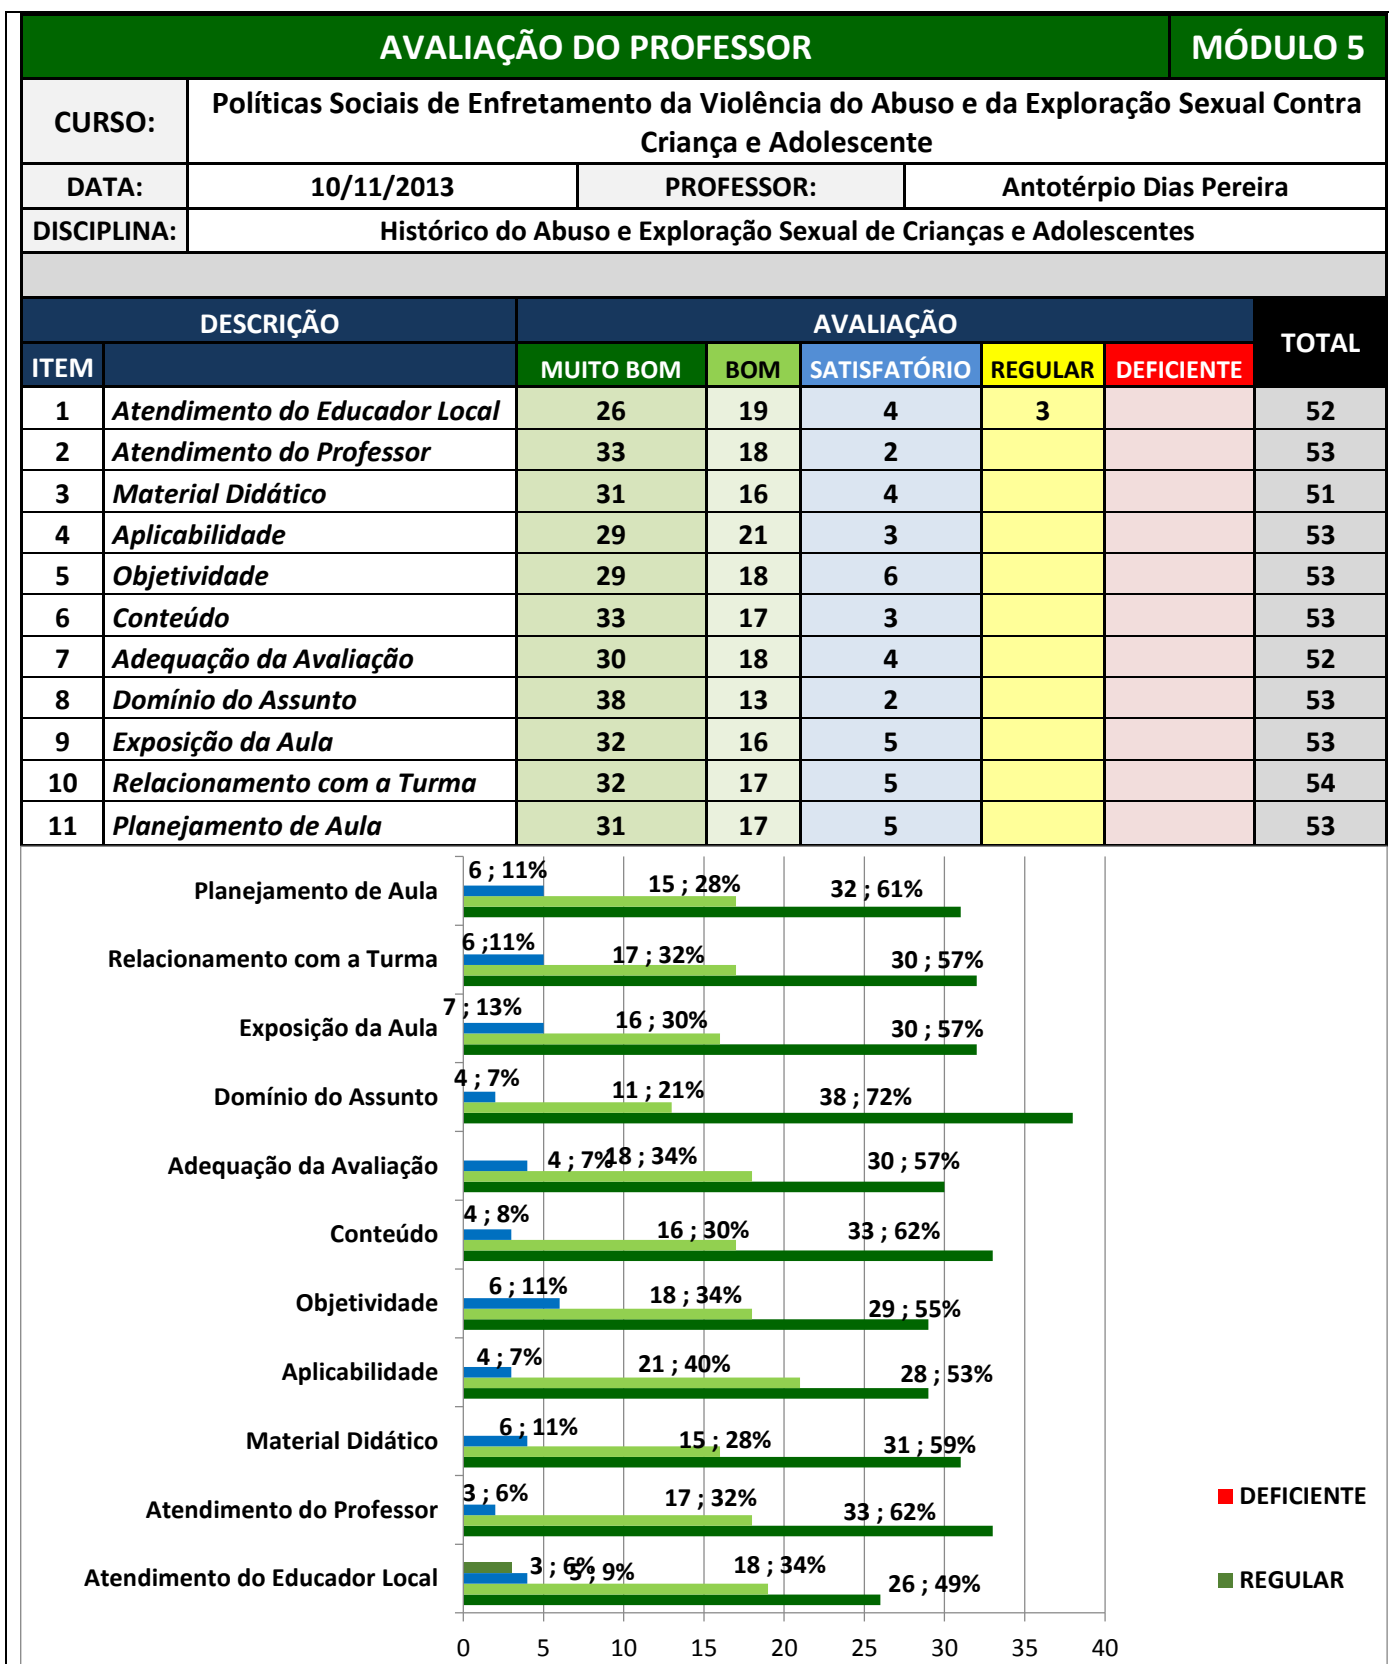 AVALIAÇÃO DO PROFESSOR MÓDULO 5
CURSO: Políticas Sociais de Enfretamento da Violência do Abuso e da Exploração Sexual Contra
Criança e Adolescente
DATA: 10/11/2013 PROFESSOR: Antotérpio Dias Pereira
DISCIPLINA: Histórico do Abuso e Exploração Sexual de Crianças e Adolescentes
DESCRIÇÃO AVALIAÇÃO TOTAL
ITEM MUITO BOM BOM SATISFATÓRIO REGULAR DEFICIENTE
1 Atendimento do Educador Local 26 19 4 3 52
2 Atendimento do Professor 33 18 2 53
3 Material Didático 31 16 4 51
4 Aplicabilidade 29 21 3 53
5 Objetividade 29 18 6 53
6 Conteúdo 33 17 3 53
7 Adequação da Avaliação 30 18 4 52
8 Domínio do Assunto 38 13 2 53
9 Exposição da Aula 32 16 5 53
10 Relacionamento com a Turma 32 17 5 54
11 Planejamento de Aula 31 17 5 53
Planejamento de Aula 6 ; 11% 15 ; 28% 32 ; 61%
Relacionamento com a Turma 6 ;11% 17 ; 32% 30 ; 57%
Exposição da Aula 7 ; 13% 16 ; 30% 30 ; 57%
Domínio do Assunto 4 ; 7% 11 ; 21% 38 ; 72%
Adequação da Avaliação 4 ; 7% 18 ; 34% 30 ; 57%
Conteúdo 4 ; 8% 16 ; 30% 33 ; 62%
Objetividade 6 ; 11% 18 ; 34% 29 ; 55%
Aplicabilidade 4 ; 7% 21 ; 40% 28 ; 53%
Material Didático 6 ; 11% 15 ; 28% 31 ; 59%
Atendimento do Professor 3 ; 6% 17 ; 32% 33 ; 62%
DEFICIENTE
Atendimento do Educador Local 3 ; 6% 5 ; 9% 18 ; 34% 26 ; 49%
REGULAR
0 5 10 15 20 25 30 35 40